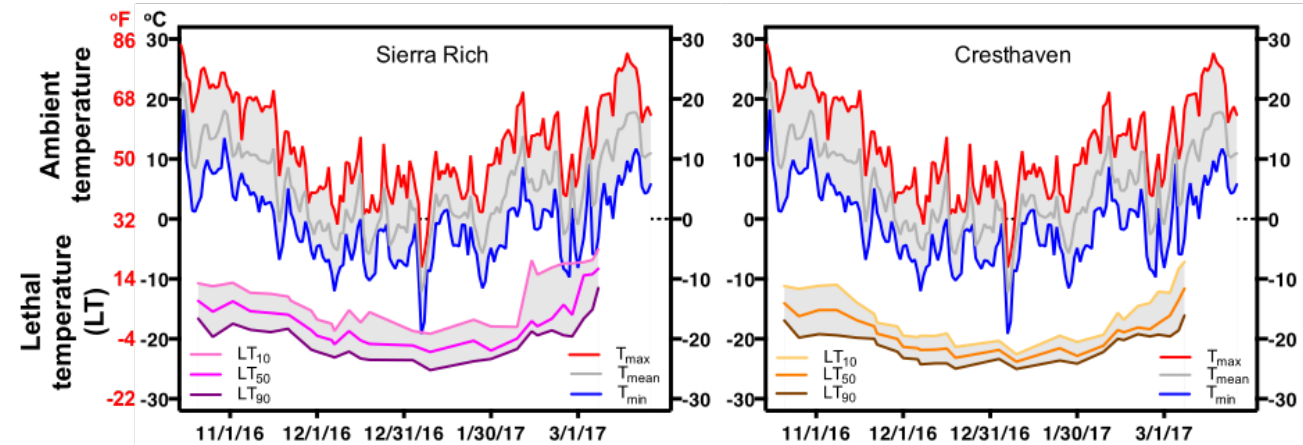 ºF ºC
Ambient temperature
Lethal temperature (LT)
86
68
50
32
14
-4
-22
30
20
10
0
-10
-20
-30
Sierra Rich
LT10
LT50
LT90
Tmax
Tmean
Tmin
30
20
10
0
-10
-20
-30
11/1/16 12/1/16 12/31/16 1/30/17 3/1/17
30
20
10
0
-10
-20
-30
Cresthaven
LT10
LT50
LT90
Tmax
Tmean
Tmin
30
20
10
0
-10
-20
-30
11/1/16 12/1/16 12/31/16 1/30/17 3/1/17